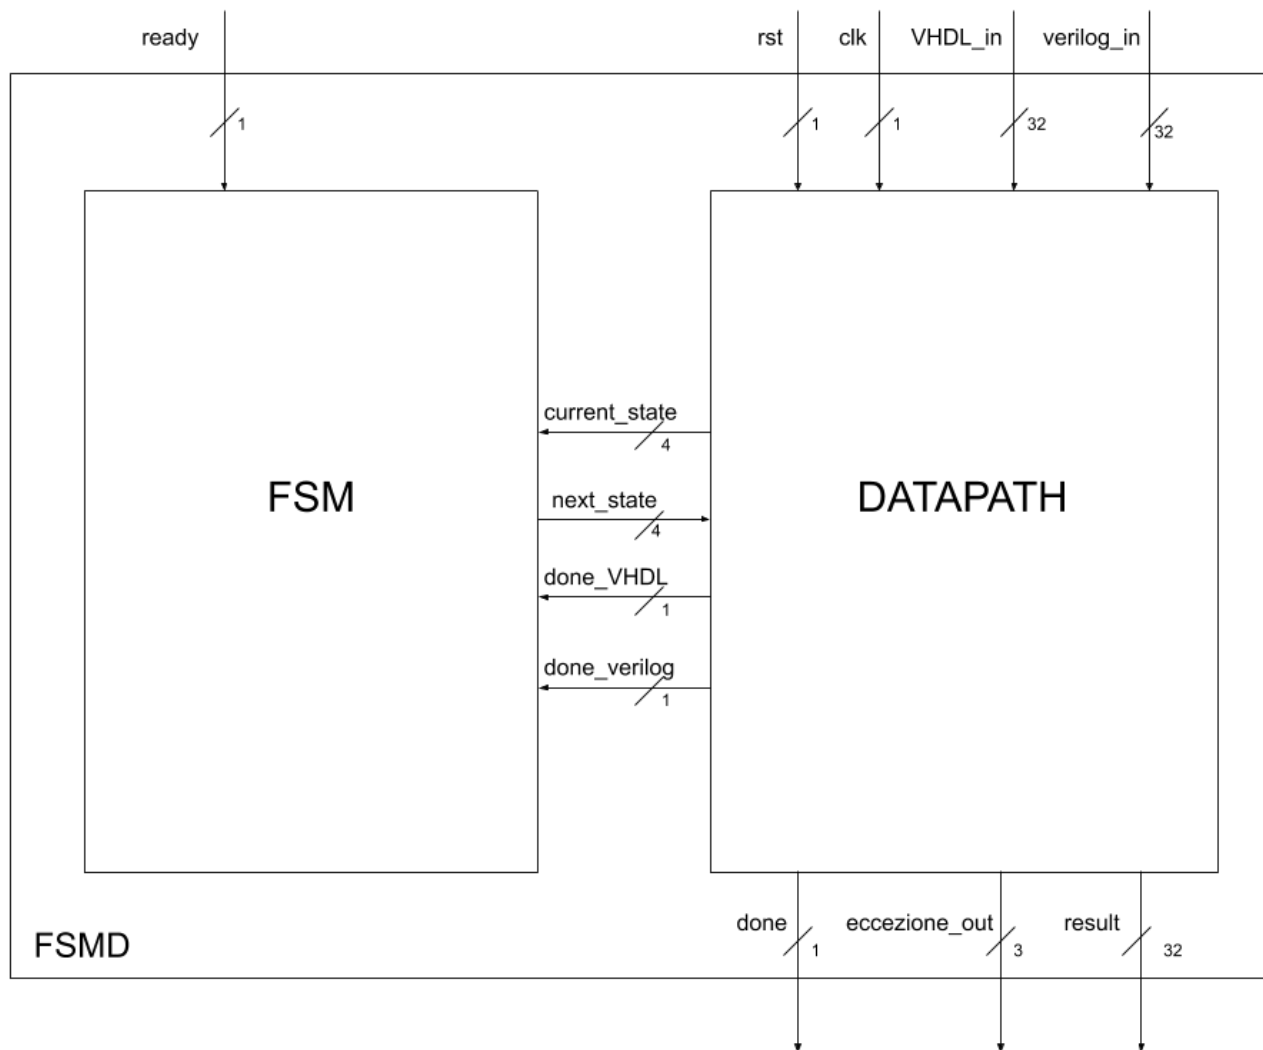 ready
rst
clk
VHDL_in
verilog_in
1
1
1
32
32
current_state
4
FSM
DATAPATH
next_state
4
done_VHDL
1
done_verilog
1
done
eccezione_out
result
FSMD
1
3
32